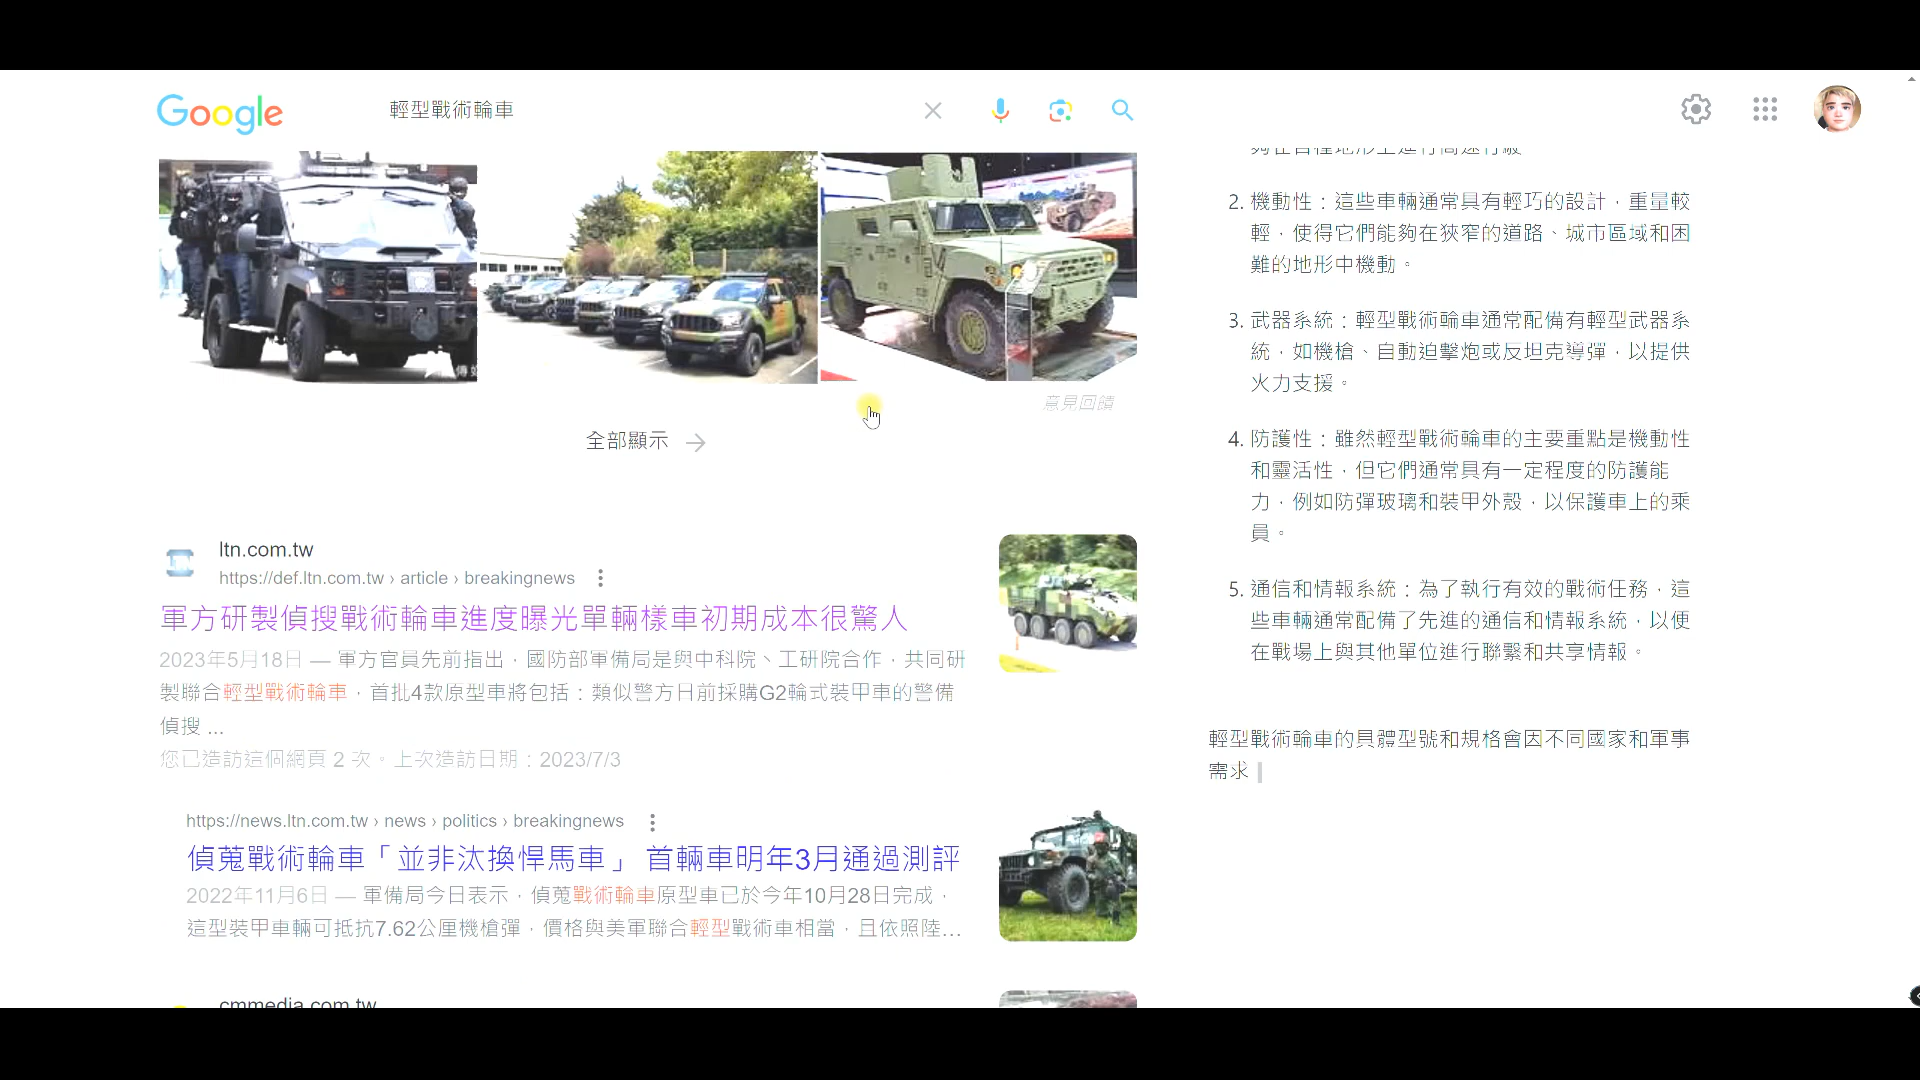 Google
輕型戰術輪車
全部顯示
意見回饋
ltn.com.tw
https://def.ltn.com.tw › article › breakingnews
軍方研製偵搜戰術輪車進度曝光單輛樣車初期成本很驚人
2023年5月18日 — 軍方官員先前指出，國防部軍備局是與中科院、工研院合作，共同研
製聯合輕型戰術輪車，首批4款原型車將包括：類似警方日前採購G2輪式裝甲車的警備
偵搜 ...
您已造訪這個網頁 2 次。上次造訪日期：2023/7/3
https://news.ltn.com.tw › news › politics › breakingnews
偵蒐戰術輪車「並非汰換悍馬車」 首輛車明年3月通過測評
2022年11月6日 — 軍備局今日表示，偵蒐戰術輪車原型車已於今年10月28日完成，
這型裝甲車輛可抵抗7.62公厘機槍彈，價格與美軍聯合輕型戰術車相當，且依照陸...
cmmedia.com.tw
2. 機動性：這些車輛通常具有輕巧的設計，重量較
輕，使得它們能夠在狹窄的道路、城市區域和困
難的地形中機動。
3. 武器系統：輕型戰術輪車通常配備有輕型武器系
統，如機槍、自動迫擊炮或反坦克導彈，以提供
火力支援。
4. 防護性：雖然輕型戰術輪車的主要重點是機動性
和靈活性，但它們通常具有一定程度的防護能
力，例如防彈玻璃和裝甲外殼，以保護車上的乘
員。
5. 通信和情報系統：為了執行有效的戰術任務，這
些車輛通常配備了先進的通信和情報系統，以便
在戰場上與其他單位進行聯繫和共享情報。
輕型戰術輪車的具體型號和規格會因不同國家和軍事
需求